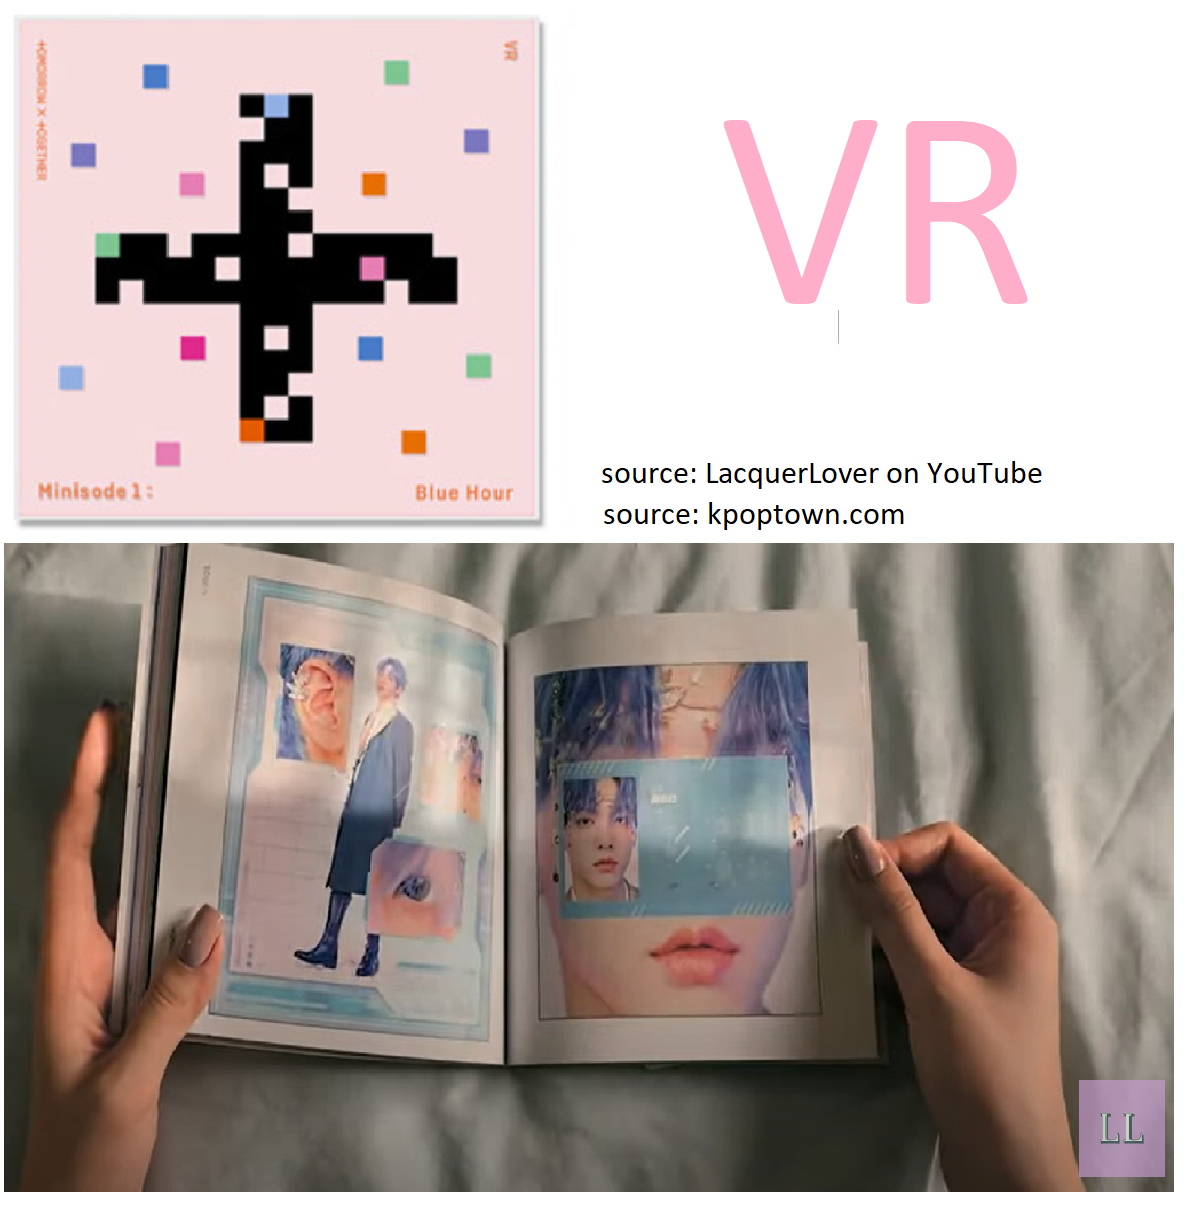 TOMORROW X TOGETHER
VR
Minisode 1:
Blue Hour
VR
source: LacquerLover on YouTube
source: kpoptown.com
LL